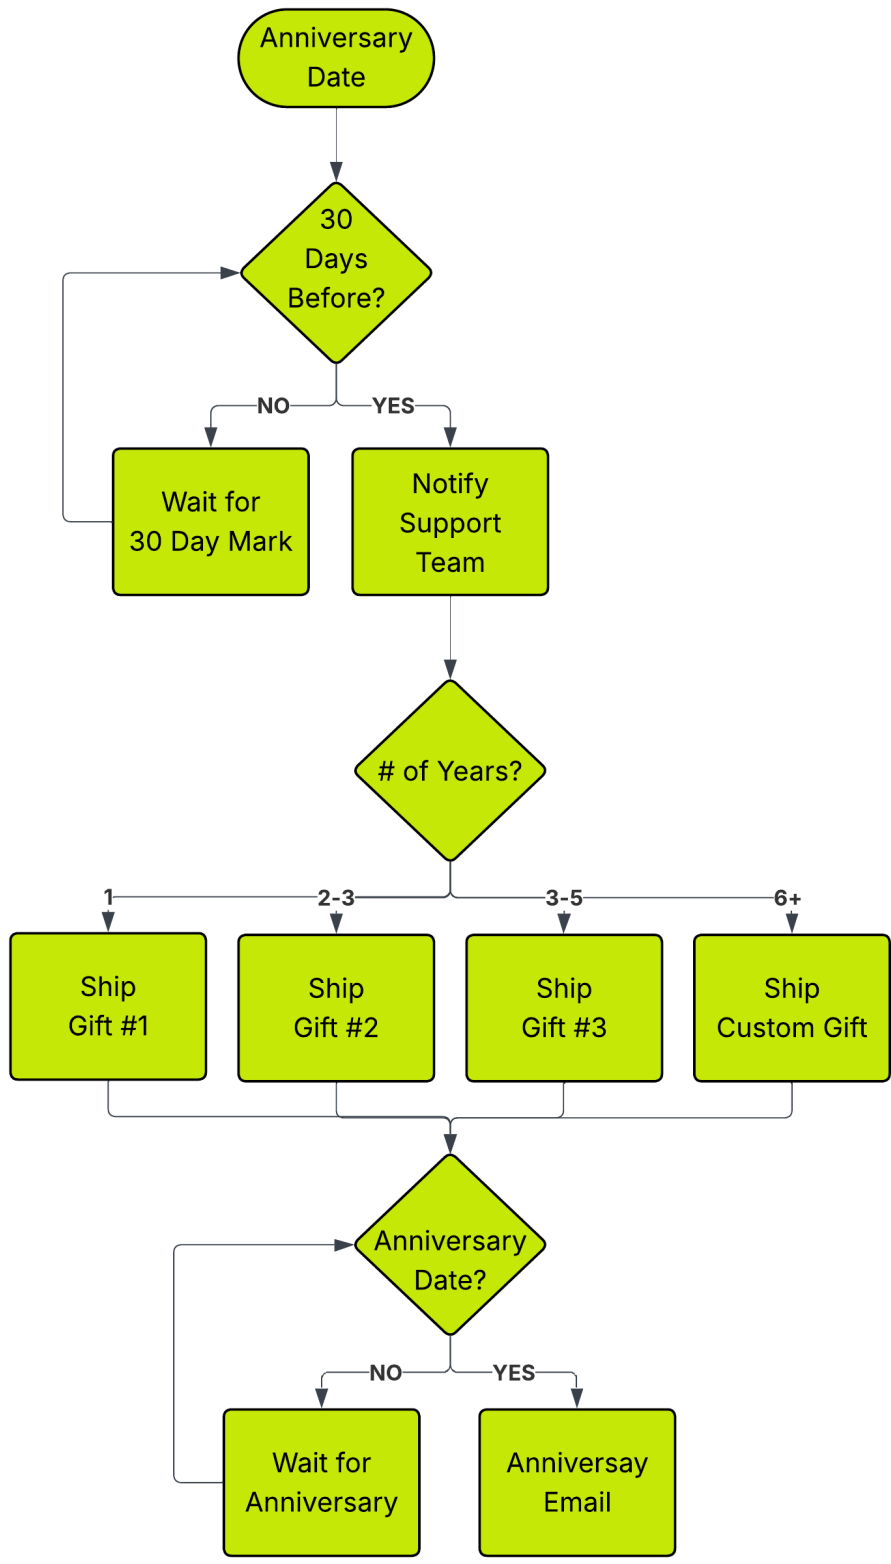 Anniversary
Date
30
Days
Before?
NO
YES
Wait for
30 Day Mark
Notify
Support
Team
# of Years?
1
2-3
3-5
6+
Ship
Gift #1
Ship
Gift #2
Ship
Gift #3
Ship
Custom Gift
Anniversary
Date?
NO
YES
Wait for
Anniversary
Anniversay
Email